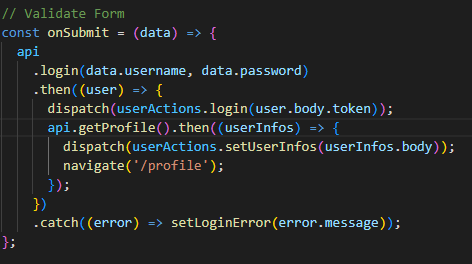 // Validate Form
const onSubmit = (data) => {
  api
    .login(data.username, data.password)
    .then((user) => {
      dispatch(userActions.login(user.body.token));
      api.getProfile().then((userInfos) => {
        dispatch(userActions.setUserInfos(userInfos.body));
        navigate('/profile');
      });
    })
    .catch((error) => setLoginError(error.message));
};